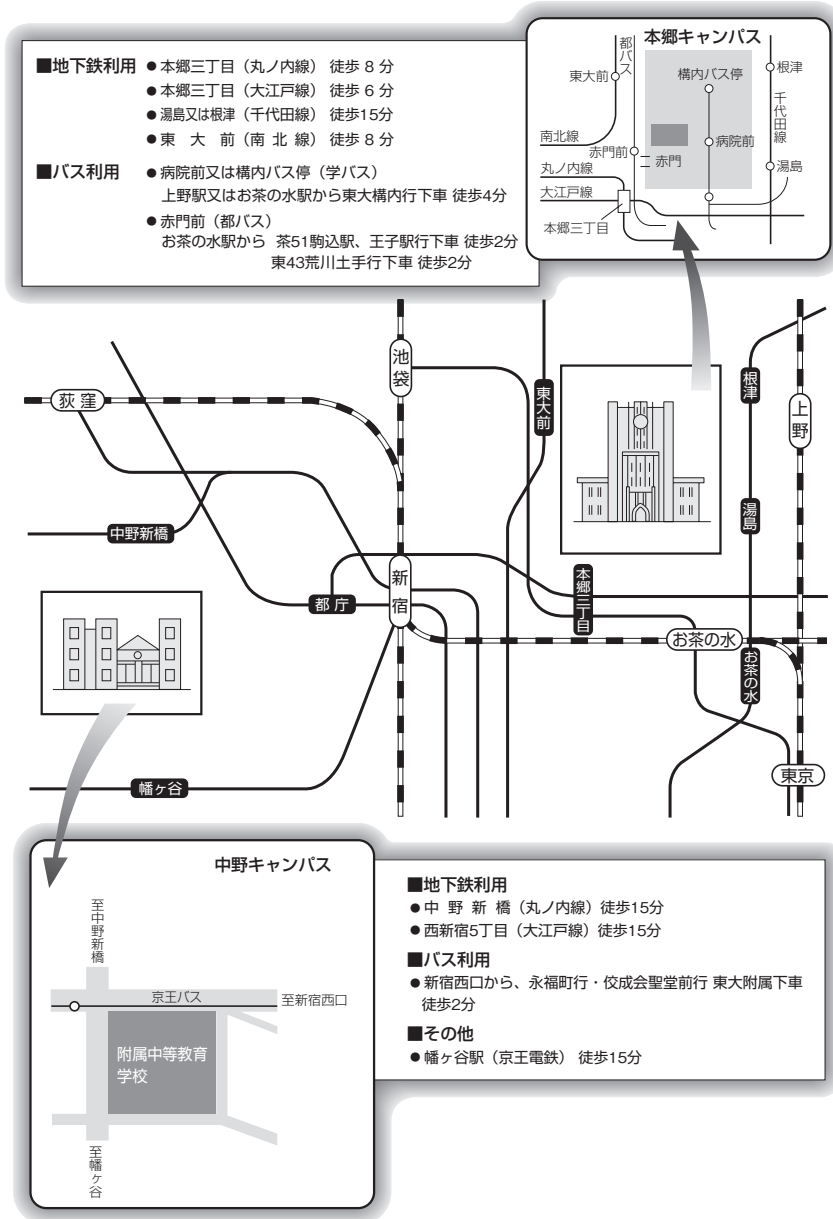 ■地下鉄利用 ● 本郷三丁目（丸ノ内線） 徒歩 8 分
● 本郷三丁目（大江戸線） 徒歩 6 分
● 湯島又は根津（千代田線） 徒歩15分
● 東 大 前（南 北 線） 徒歩 8 分
■バス利用 ● 病院前又は構内バス停（学バス）
上野駅又はお茶の水駅から東大構内行下車 徒歩4分
● 赤門前（都バス）
お茶の水駅から 茶51駒込駅、王子駅行下車 徒歩2分
東43荒川土手行下車 徒歩2分
本郷キャンパス
都バス
東大前
構内バス停
根津
千代田線
南北線
赤門前
赤門
病院前
湯島
丸ノ内線
大江戸線
本郷三丁目
池袋
荻窪
東大前
根津
上野
湯島
中野新橋
新宿
都庁
本郷三丁目
お茶の水
お茶の水
東京
幡ヶ谷
中野キャンパス
至中野新橋
京王バス
至新宿西口
附属中等教育
学校
至幡ヶ谷
■地下鉄利用
● 中 野 新 橋（丸ノ内線）徒歩15分
● 西新宿5丁目（大江戸線）徒歩15分
■バス利用
● 新宿西口から、永福町行・佼成会聖堂前行 東大附属下車
徒歩2分
■その他
● 幡ヶ谷駅（京王電鉄） 徒歩15分